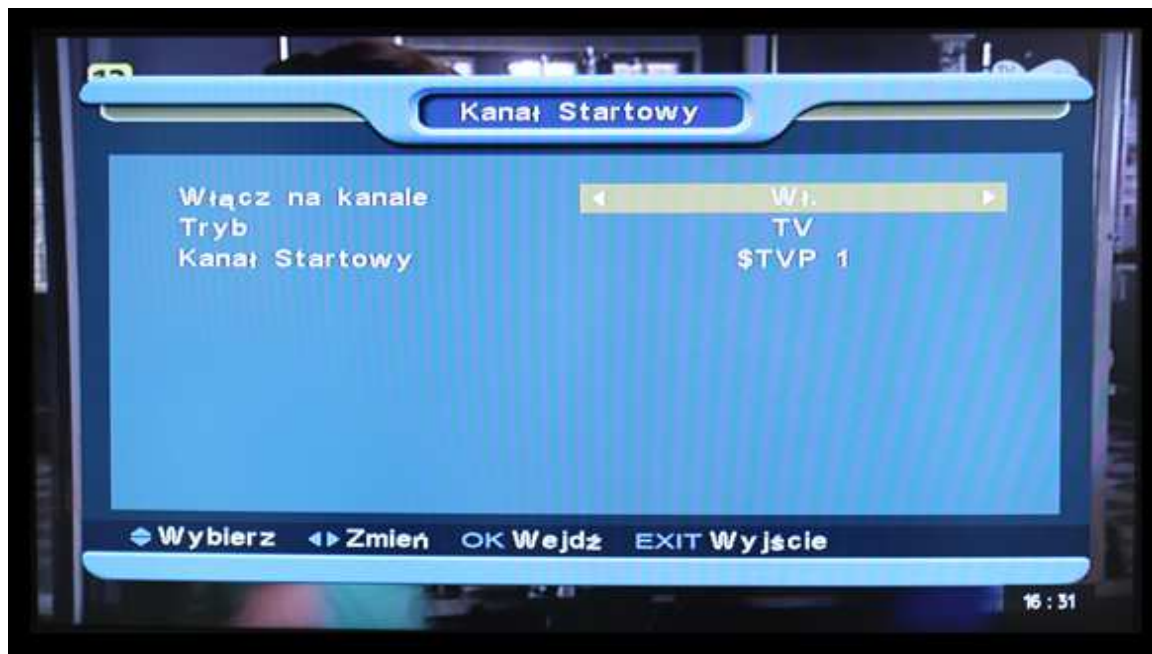 Kanał Startowy
Włącz na kanale Wł.
Tryb TV
Kanał Startowy $TVP 1
Wybierz Zmień OK Wejdź EXIT Wyjście
16:31